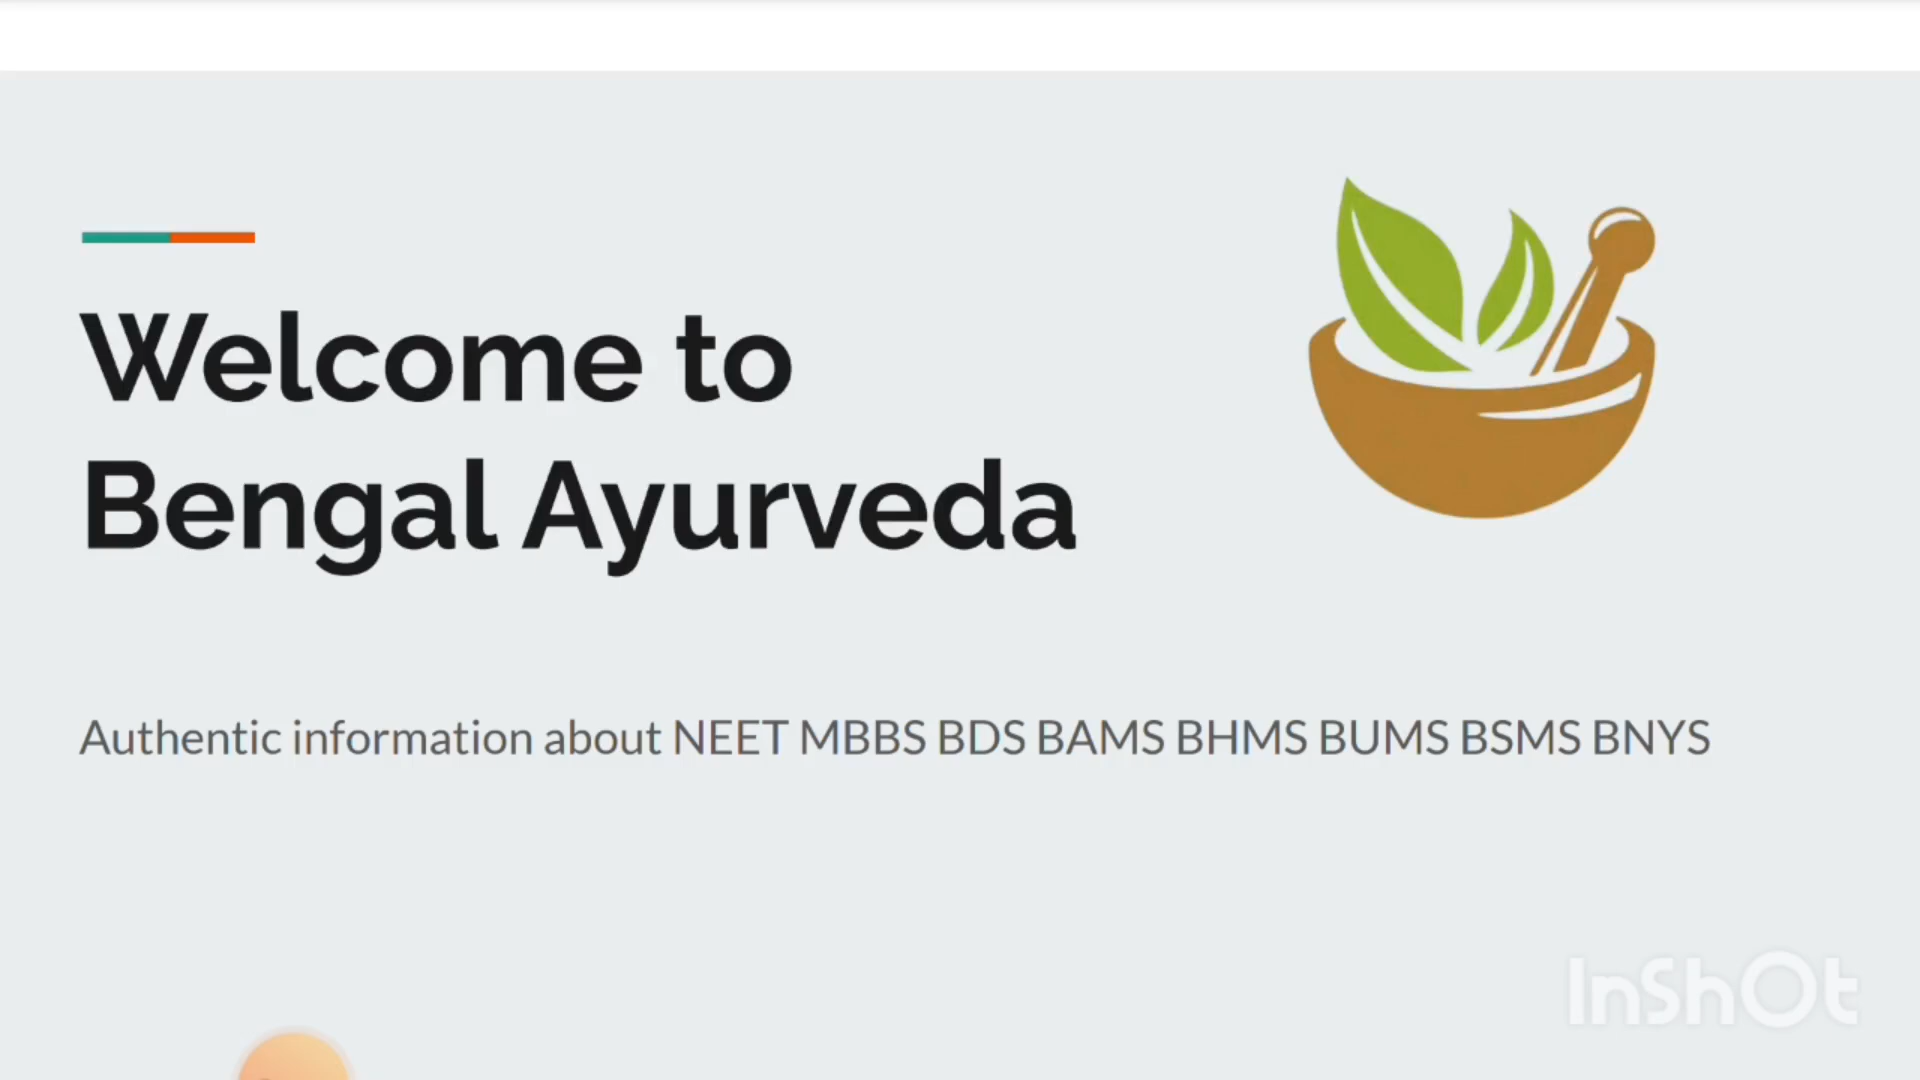 Welcome to
Bengal Ayurveda
Authentic information about NEET MBBS BDS BAMS BHMS BUMS BSMS BNYS
InShOt